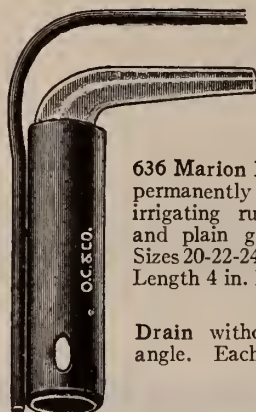 O.C.&CO.
636 Marion
permanently
irrigating ru
and plain g
Sizes 20-22-24
Length 4 in.
Drain witho
angle. Each